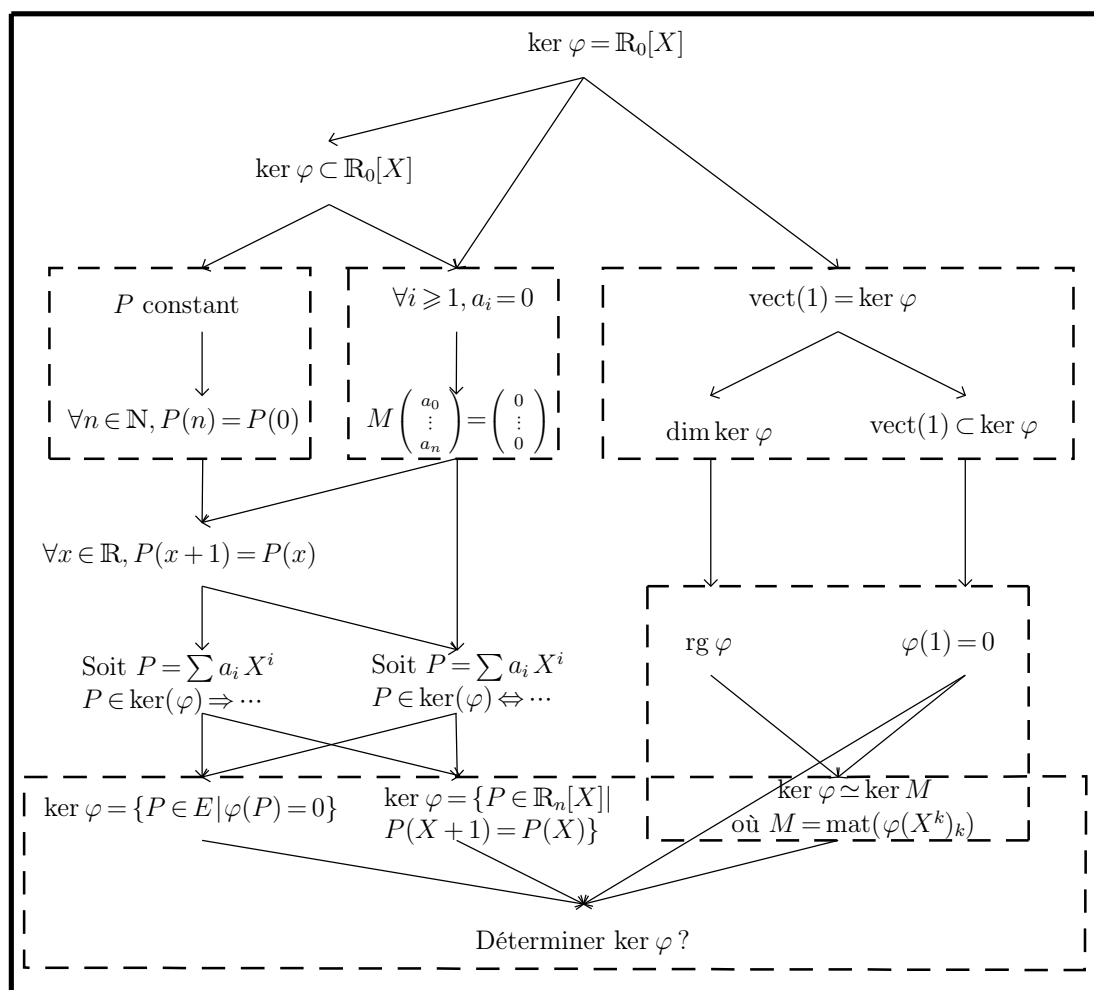 ker φ = ℝ₀[X]
ker φ ⊂ ℝ₀[X]
P constant
∀i ⩾ 1, aᵢ = 0
vect(1) = ker φ
∀n ∈ ℕ, P(n) = P(0)
M ( a₀ ⋮ aₙ ) = ( 0 ⋮ 0 )
dim ker φ
vect(1) ⊂ ker φ
∀x ∈ ℝ, P(x + 1) = P(x)
Soit P = ∑ aᵢ Xⁱ
P ∈ ker(φ) ⇒ ⋯
Soit P = ∑ aᵢ Xⁱ
P ∈ ker(φ) ⇔ ⋯
rg φ
φ(1) = 0
ker φ = {P ∈ E | φ(P) = 0}
ker φ = {P ∈ ℝₙ[X]|
P(X + 1) = P(X)}
ker φ ≃ ker M
où M = mat(φ(Xᵏ)ₖ)
Déterminer ker φ ?